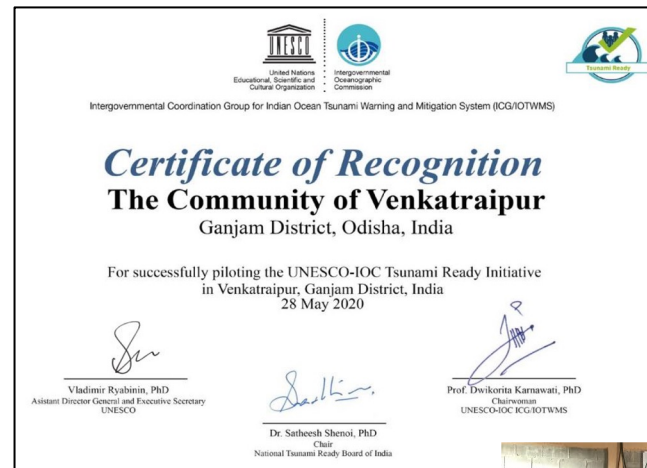 UNESCO
United Nations
Educational, Scientific and
Cultural Organization
Intergovernmental
Oceanographic
Commission
Tsunami Ready
Intergovernmental Coordination Group for Indian Ocean Tsunami Warning and Mitigation System (ICG/IOTWMS)
Certificate of Recognition
The Community of Venkatraipur
Ganjam District, Odisha, India
For successfully piloting the UNESCO-IOC Tsunami Ready Initiative
in Venkatraipur, Ganjam District, India
28 May 2020
Vladimir Ryabinin, PhD
Asistant Director General and Executive Secretary
UNESCO
Dr. Satheesh Shenoi, PhD
Chair
National Tsunami Ready Board of India
Prof. Dwikorita Karnawati, PhD
Chairwoman
UNESCO-IOC ICG/IOTWMS